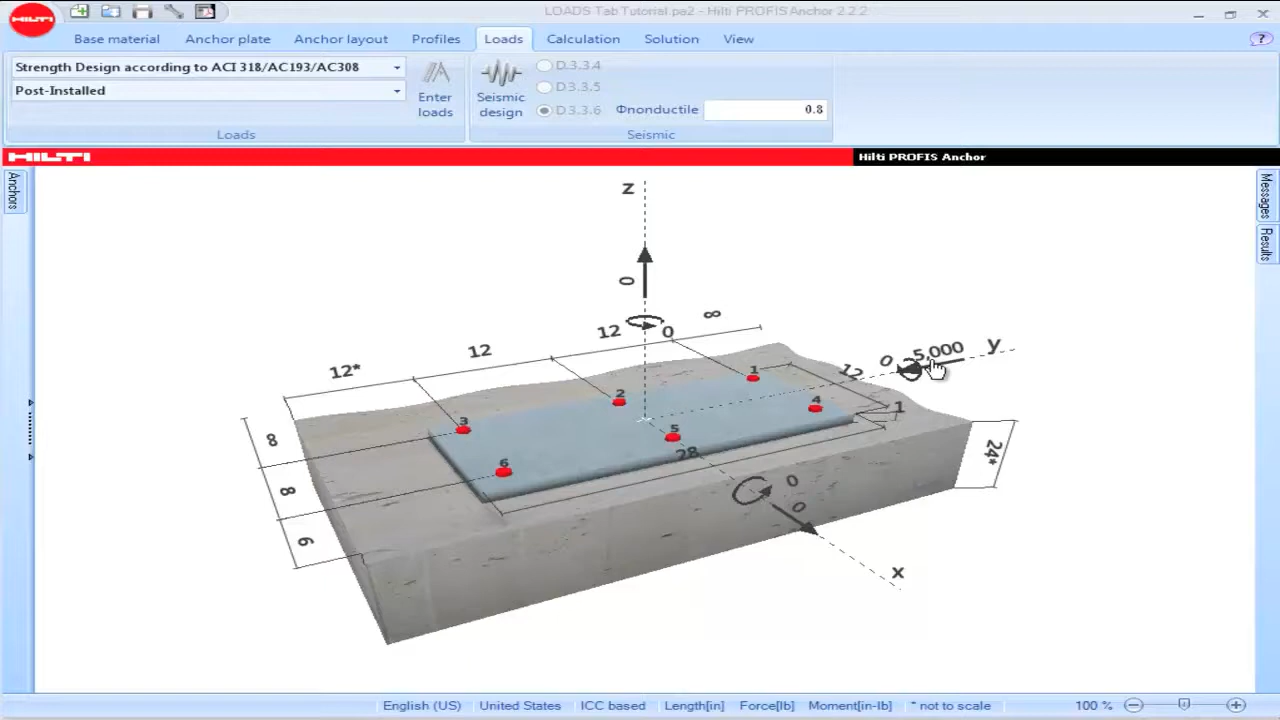 HILTI
LOADS Tab Tutorial.pe2 - Hilti PROFIS Anchor 2.2.2
Base material
Anchor plate
Anchor layout
Profiles
Loads
Calculation
Solution
View
?
Strength Design according to ACI 318/AC193/AC308
Post-Installed
Enter loads
Seismic design
D.3.3.4
D.3.3.5
D.3.3.6
Φnonductile
0.8
Loads
Seismic
HILTI
Hilti PROFIS Anchor
Anchors
Messages
Results
z
0
0
12*
12
12
∞
0
5,000
y
12
1
1
2
3
4
5
6
28
8
8
6
24*
0
0
x
English (US)
United States
ICC based
Length[in]
Force[lb]
Moment[in-lb]
* not to scale
100 %